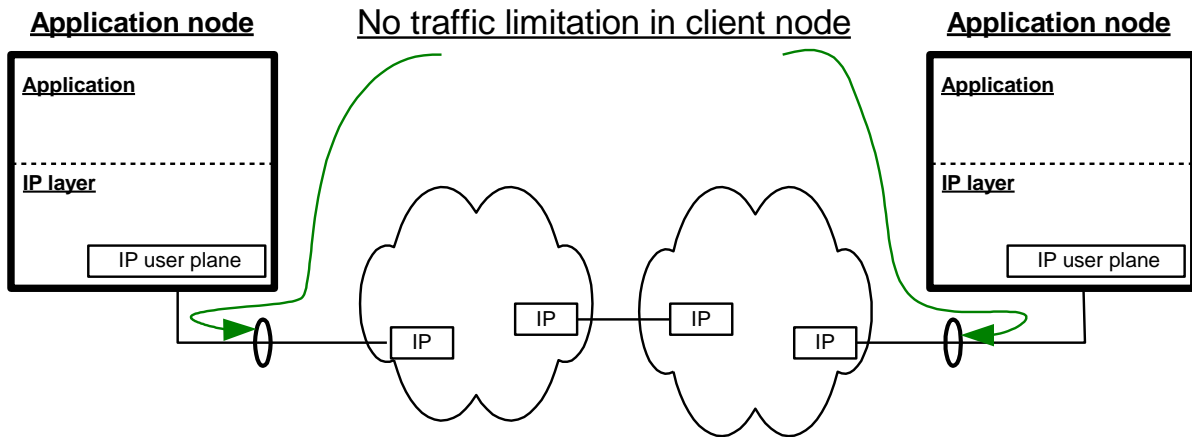 Application node
No traffic limitation in client node
Application node
Application
Application
IP layer
IP layer
IP user plane
IP user plane
IP
IP
IP
IP